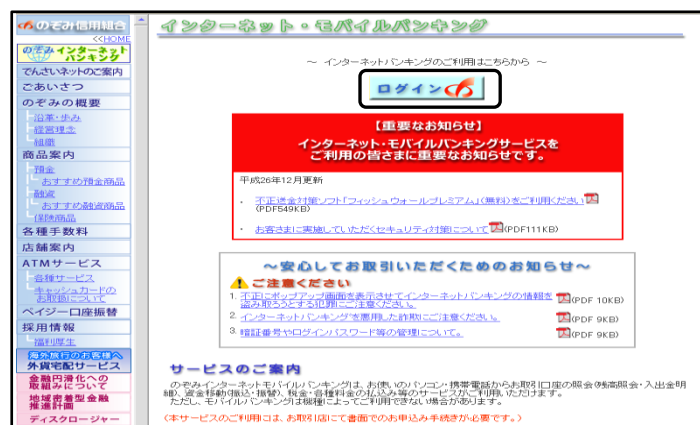 のぞみ信用組合
<<HOME
のぞみインターネット
バンキング
でんさいネットのご案内
ごあいさつ
のぞみの概要
沿革・歩み
経営理念
組織
商品案内
預金
おすすめ預金商品
融資
おすすめ融資商品
保険商品
各種手数料
店舗案内
ATMサービス
各種サービス
キャッシュカードの
お取扱について
ペイジー口座振替
採用情報
福利厚生
海外旅行のお客様へ
外貨宅配サービス
金融円滑化への
取組みについて
地域密着型金融
推進計画
ディスクロージャー
インターネット・モバイルバンキング
～ インターネットバンキングのご利用はこちらから ～
ログイン
【重要なお知らせ】
インターネット・モバイルバンキングサービスを
ご利用の皆さまに重要なお知らせです。
平成26年12月更新
・ 不正送金対策ソフト「フィッシュウォールプレミアム」(無料)をご利用ください
(PDF549KB)
・ お客さまに実施していただくセキュリティ対策について (PDF111KB)
～安心してお取引いただくためのお知らせ～
ご注意ください
1. 不正にポップアップ画面を表示させてインターネットバンキングの情報を
盗み取ろうとする犯罪にご注意ください。 (PDF 10KB)
2. インターネットバンキングを悪用した詐欺にご注意ください。 (PDF 9KB)
3. 暗証番号やログインパスワード等の管理について。 (PDF 9KB)
サービスのご案内
のぞみインターネットモバイルバンキングは、お使いのパソコン・携帯電話からお取引口座の照会(残高照会・入出金明
細)、資金移動(振込・振替)、税金・各種料金の払込み等のサービスがご利用いただけます。
ただし、モバイルバンキングは機種によってご利用できない場合があります。
(本サービスのご利用には、お取引店にて書面でのお申込み手続きが必要です。)